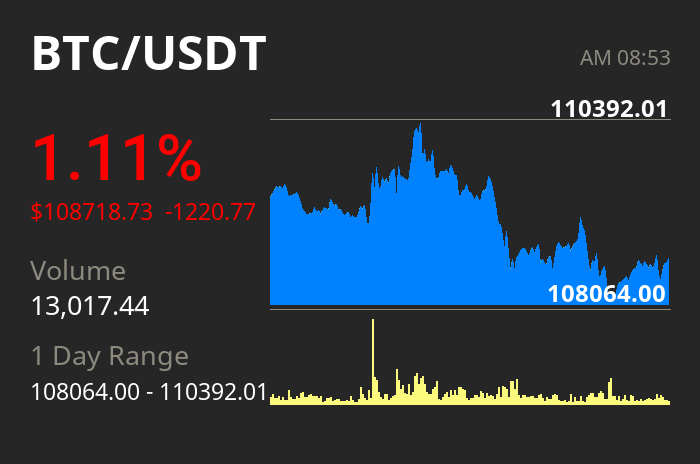 BTC/USDT
AM 08:53
110392.01
1.11%
$108718.73 -1220.77
Volume
13,017.44
108064.00
1 Day Range
108064.00 - 110392.01